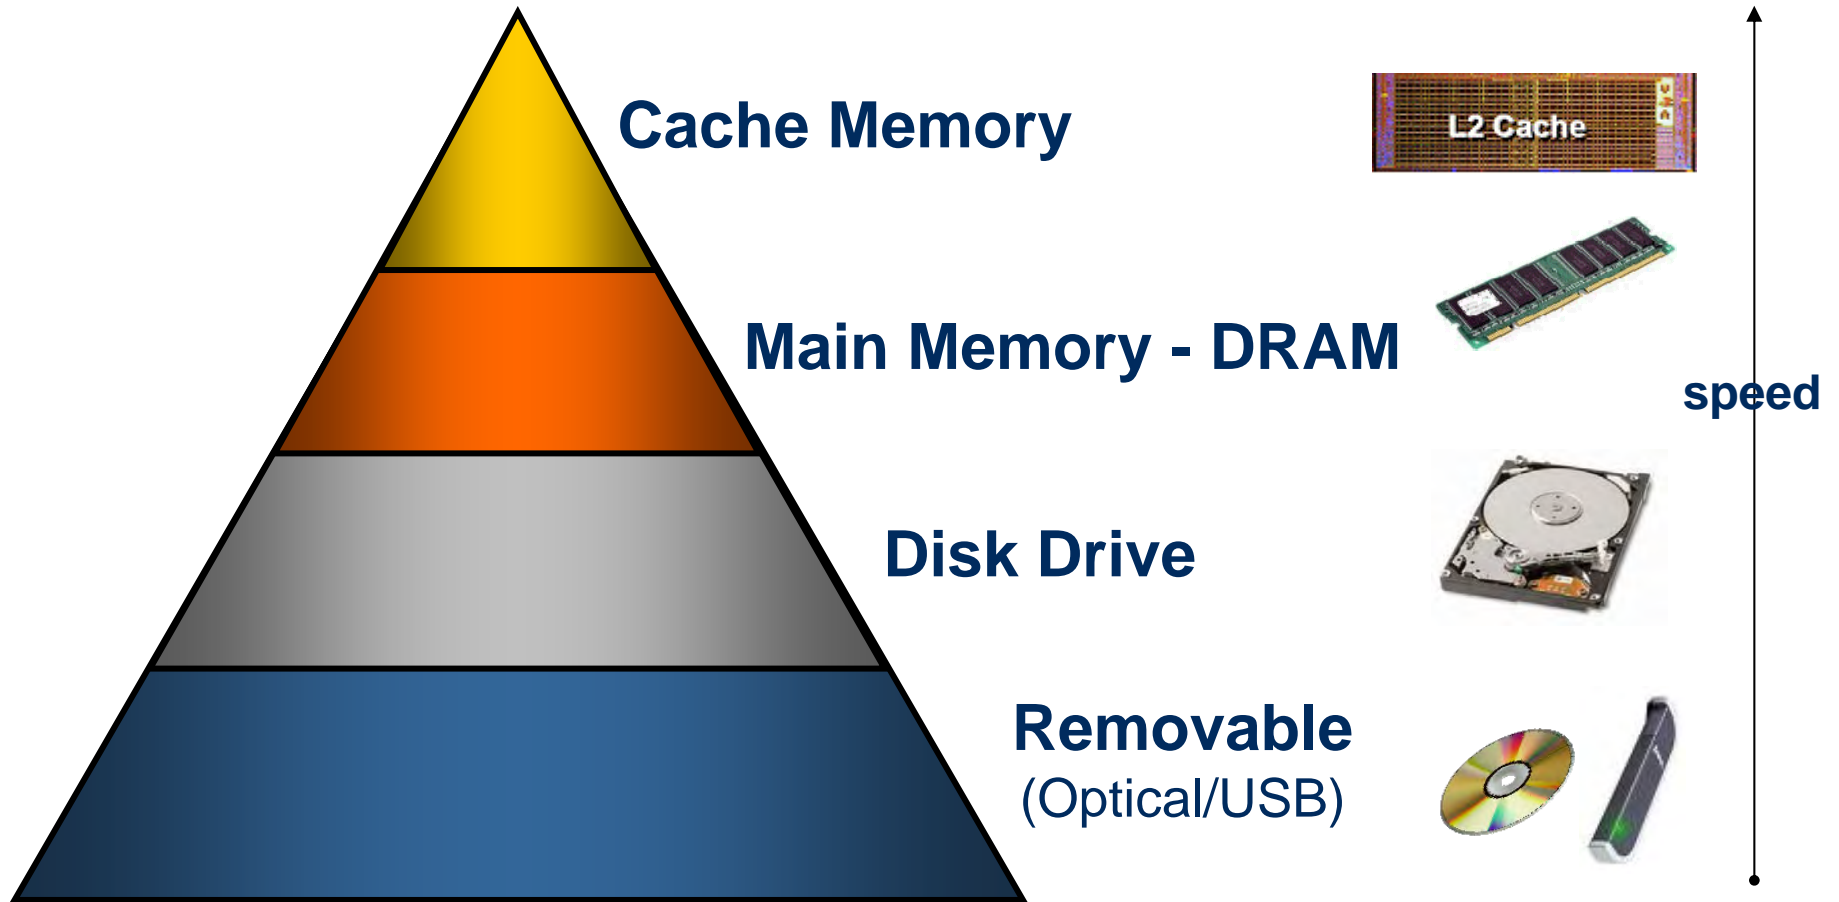 Cache Memory
L2 Cache
Main Memory - DRAM
speed
Disk Drive
Removable
(Optical/USB)